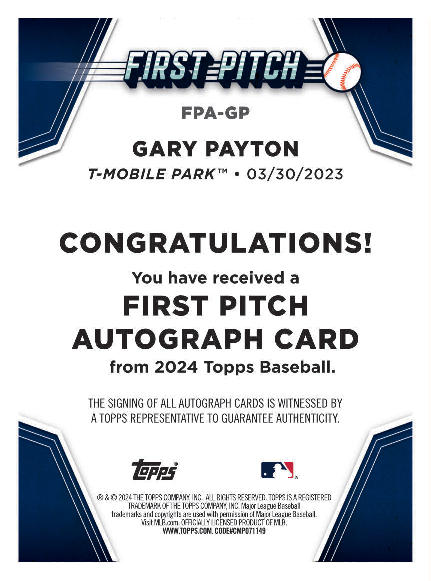 FIRST PITCH
FPA-GP
GARY PAYTON
T-MOBILE PARK™ • 03/30/2023
CONGRATULATIONS!
You have received a
FIRST PITCH
AUTOGRAPH CARD
from 2024 Topps Baseball.
THE SIGNING OF ALL AUTOGRAPH CARDS IS WITNESSED BY
A TOPPS REPRESENTATIVE TO GUARANTEE AUTHENTICITY.
topps
® & © 2024 THE TOPPS COMPANY, INC. ALL RIGHTS RESERVED. TOPPS IS A REGISTERED
TRADEMARK OF THE TOPPS COMPANY, INC. Major League Baseball
trademarks and copyrights are used with permission of Major League Baseball.
Visit MLB.com. OFFICIALLY LICENSED PRODUCT OF MLB.
WWW.TOPPS.COM. CODE#CMP071149